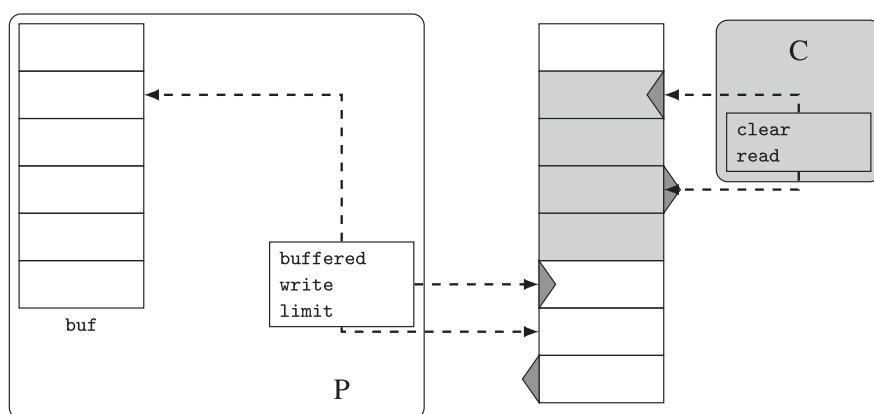 C
clear
read
buffered
write
limit
buf
P